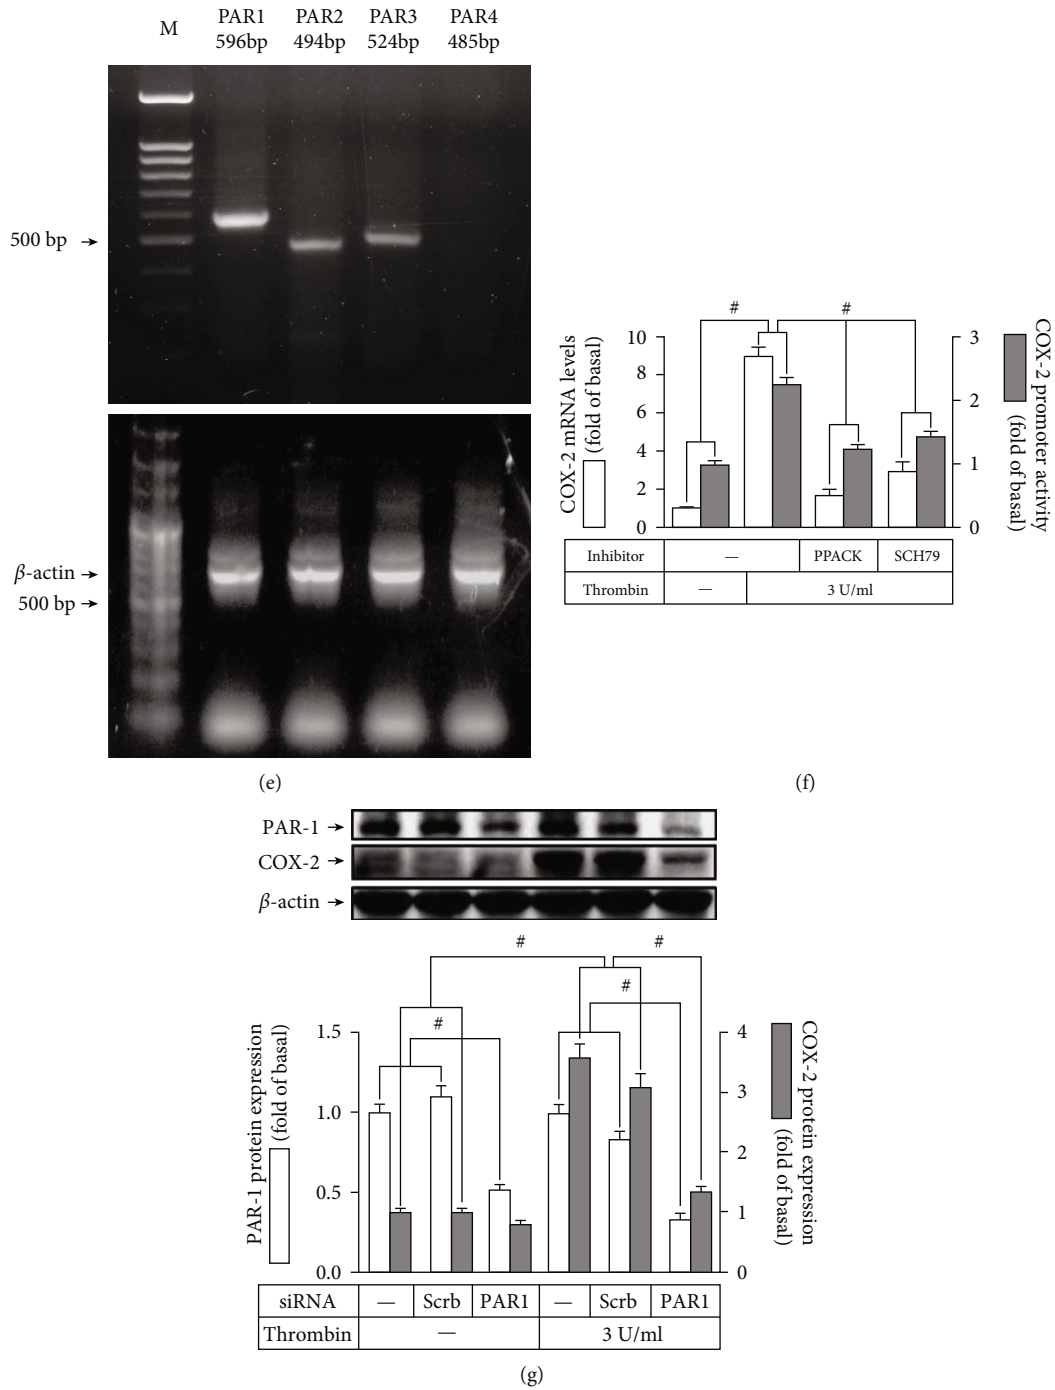 M
PAR1 PAR2 PAR3 PAR4
596bp 494bp 524bp 485bp
500 bp
β-actin
500 bp
(e)
# #
COX-2 mRNA levels
(fold of basal)
10
8
6
4
2
0
3
2
1
0
COX-2 promoter activity
(fold of basal)
Inhibitor — PPACK SCH79
Thrombin — 3 U/ml
(f)
PAR-1
COX-2
β-actin
# #
#
#
PAR-1 protein expression
(fold of basal)
1.5
1.0
0.5
0.0
4
3
2
1
0
COX-2 protein expression
(fold of basal)
siRNA — Scrb PAR1 — Scrb PAR1
Thrombin — 3 U/ml
(g)